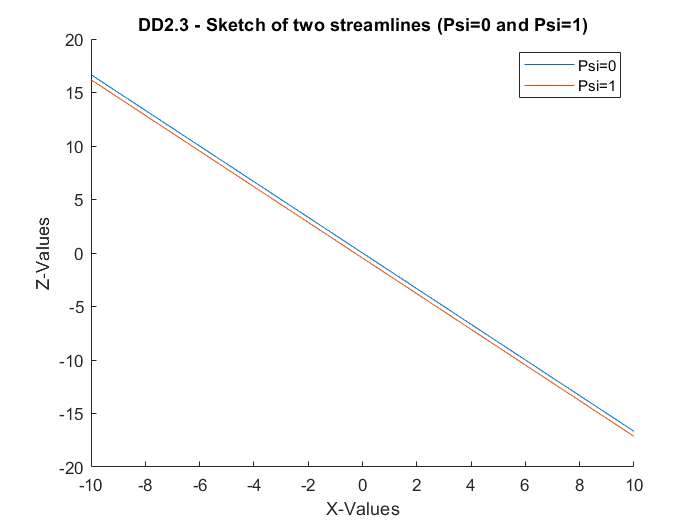 DD2.3 - Sketch of two streamlines (Psi=0 and Psi=1)
Psi=0
Psi=1
20
15
10
5
0
-5
-10
-15
-20
Z-Values
-10 -8 -6 -4 -2 0 2 4 6 8 10
X-Values